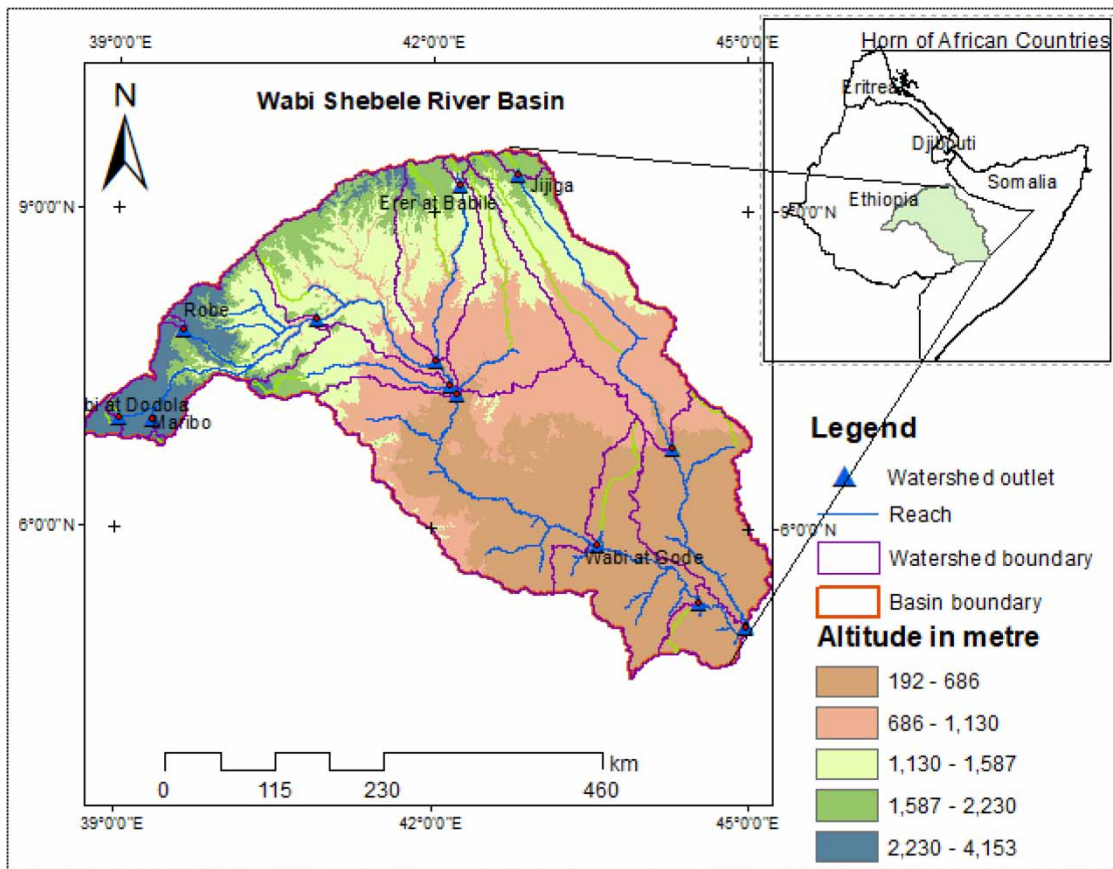 39°0'0"E
42°0'0"E
45°0'0"E
Horn of African Countries
Eritrea
Djibouti
Somalia
Ethiopia
N
Wabi Shebele River Basin
9°0'0"N
9°0'0"N
Erer at Babile
Jijiga
Robe
bi at Dodola
Maribo
6°0'0"N
6°0'0"N
Wabi at Gode
km
0 115 230 460
39°0'0"E
42°0'0"E
45°0'0"E
Legend
Watershed outlet
Reach
Watershed boundary
Basin boundary
Altitude in metre
192 - 686
686 - 1,130
1,130 - 1,587
1,587 - 2,230
2,230 - 4,153